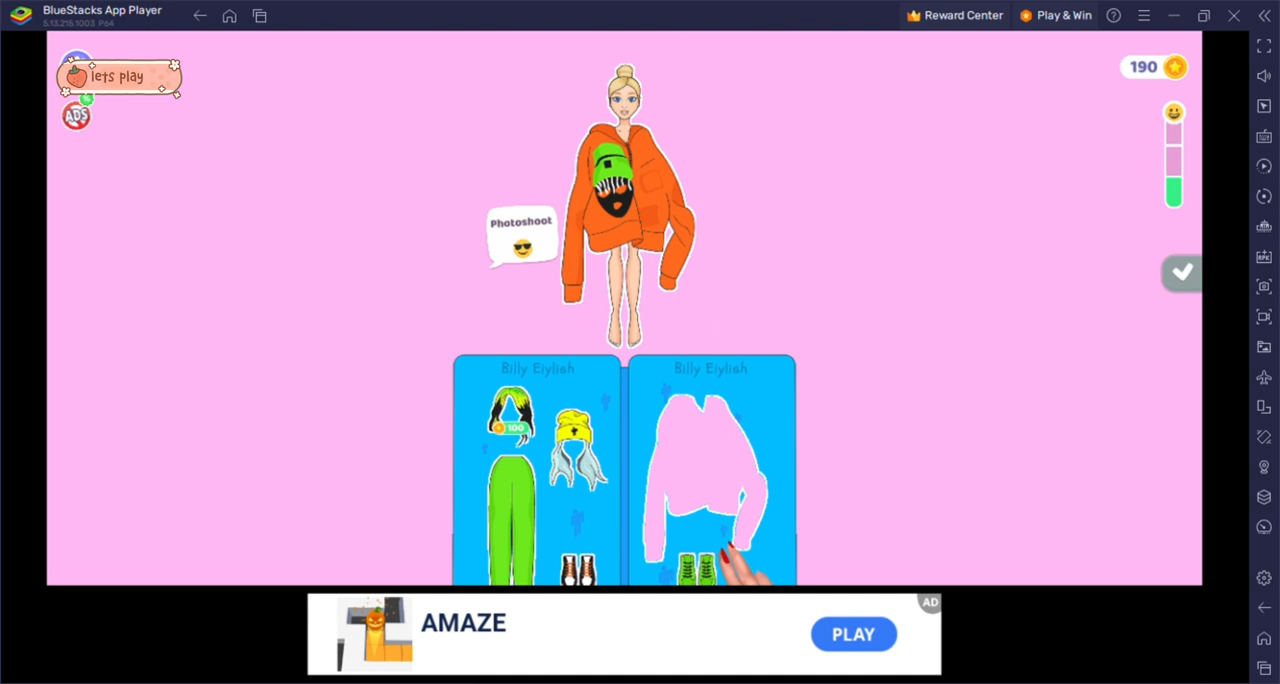 BlueStacks App Player
5.13.215.1003 P64
Reward Center
Play & Win
lets play
ADS
190
Photoshoot
Billy Eiylish
Billy Eiylish
100
AMAZE
PLAY
AD